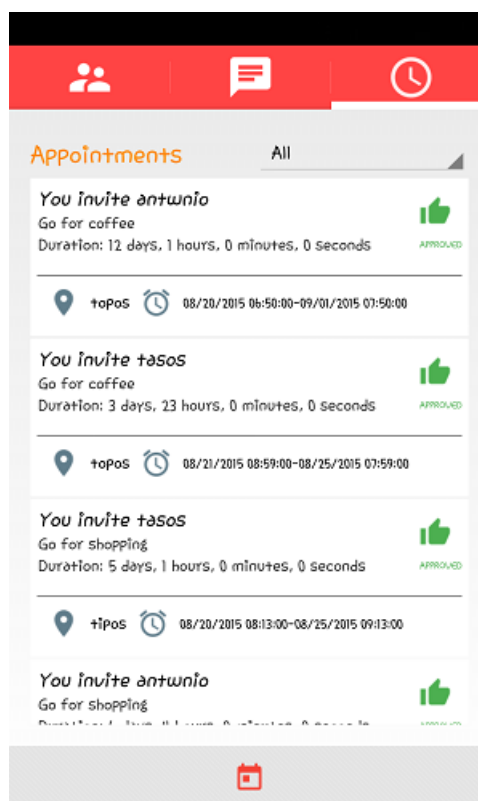 Appointments
All
You invite antwnio
Go for coffee
Duration: 12 days, 1 hours, 0 minutes, 0 seconds
APPROVED
topos
08/20/2015 06:50:00-09/01/2015 07:50:00
You invite tasos
Go for coffee
Duration: 3 days, 23 hours, 0 minutes, 0 seconds
APPROVED
topos
08/21/2015 08:59:00-08/25/2015 07:59:00
You invite tasos
Go for shopping
Duration: 5 days, 1 hours, 0 minutes, 0 seconds
APPROVED
tipos
08/20/2015 08:13:00-08/25/2015 09:13:00
You invite antwnio
Go for shopping